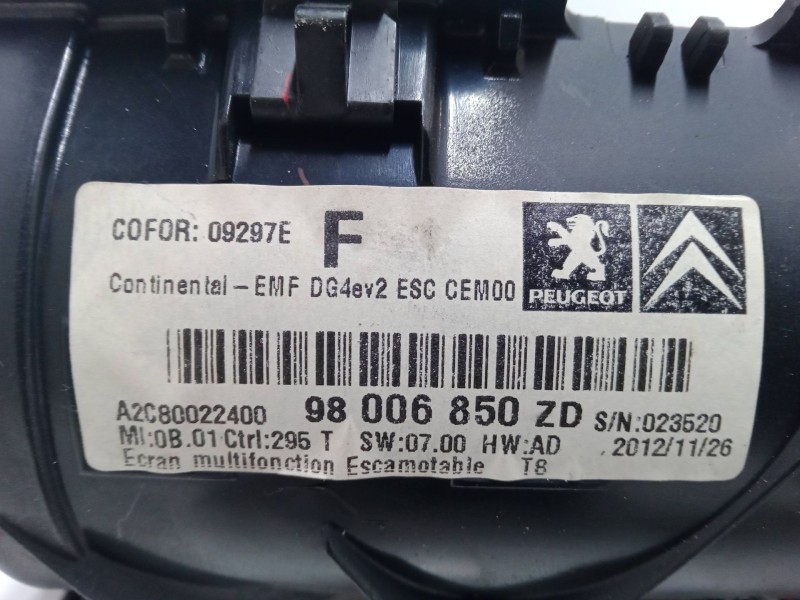 COFOR: 09297E F
Continental - EMF DG4ev2 ESC CEM00
PEUGEOT
A2C80022400 98 006 850 ZD S/N:023520
MI:0B.01 Ctrl:295 T SW:07.00 HW:AD 2012/11/26
Ecran multifonction Escamotable T8